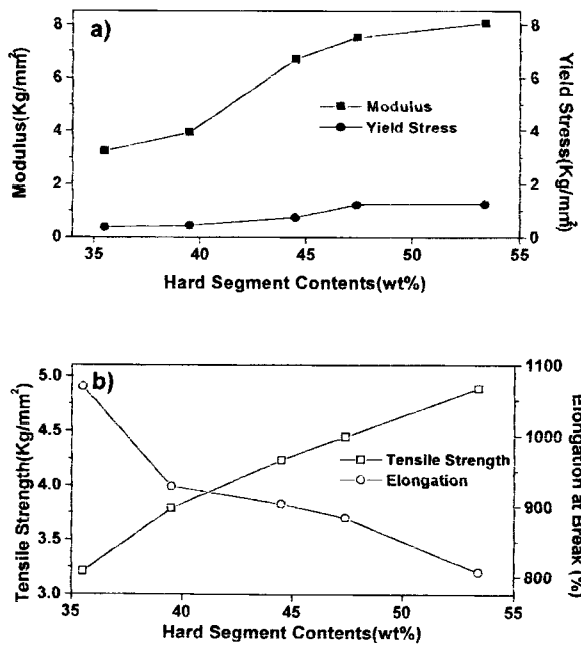 a)
Modulus(Kg/mm²)
8
6
4
2
0
Modulus
Yield Stress
8
6
4
2
0
Yield Stress(Kg/mm²)
35 40 45 50 55
Hard Segment Contents(wt%)
b)
Tensile Strength(Kg/mm²)
5.0
4.5
4.0
3.5
3.0
Tensile Strength
Elongation
1100
1000
900
800
Elongation at Break (%)
35 40 45 50 55
Hard Segment Contents(wt%)